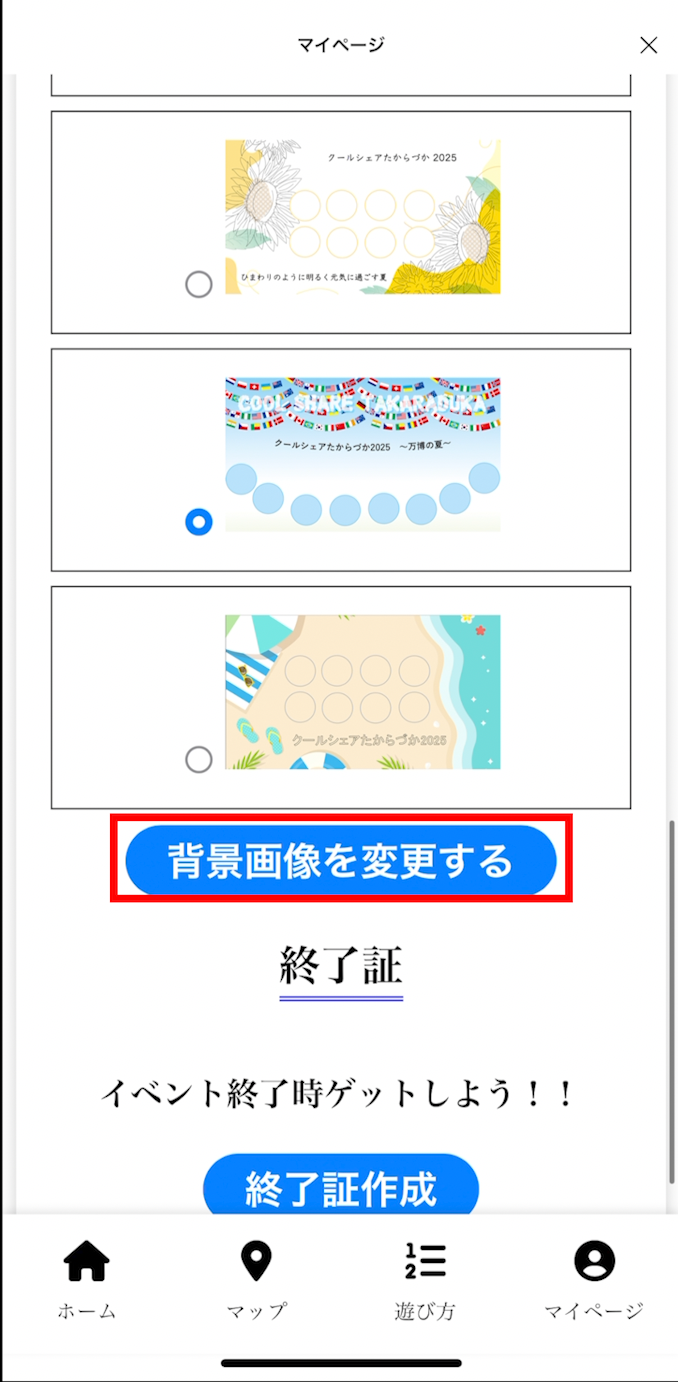 マイページ
クールシェアたからづか 2025
ひまわりのように明るく元気に過ごす夏
COOL SHARE TAKARADUKA
クールシェアたからづか2025 ～万博の夏～
クールシェアたからづか2025
背景画像を変更する
終了証
イベント終了時ゲットしよう！！
終了証作成
ホーム
マップ
遊び方
マイページ